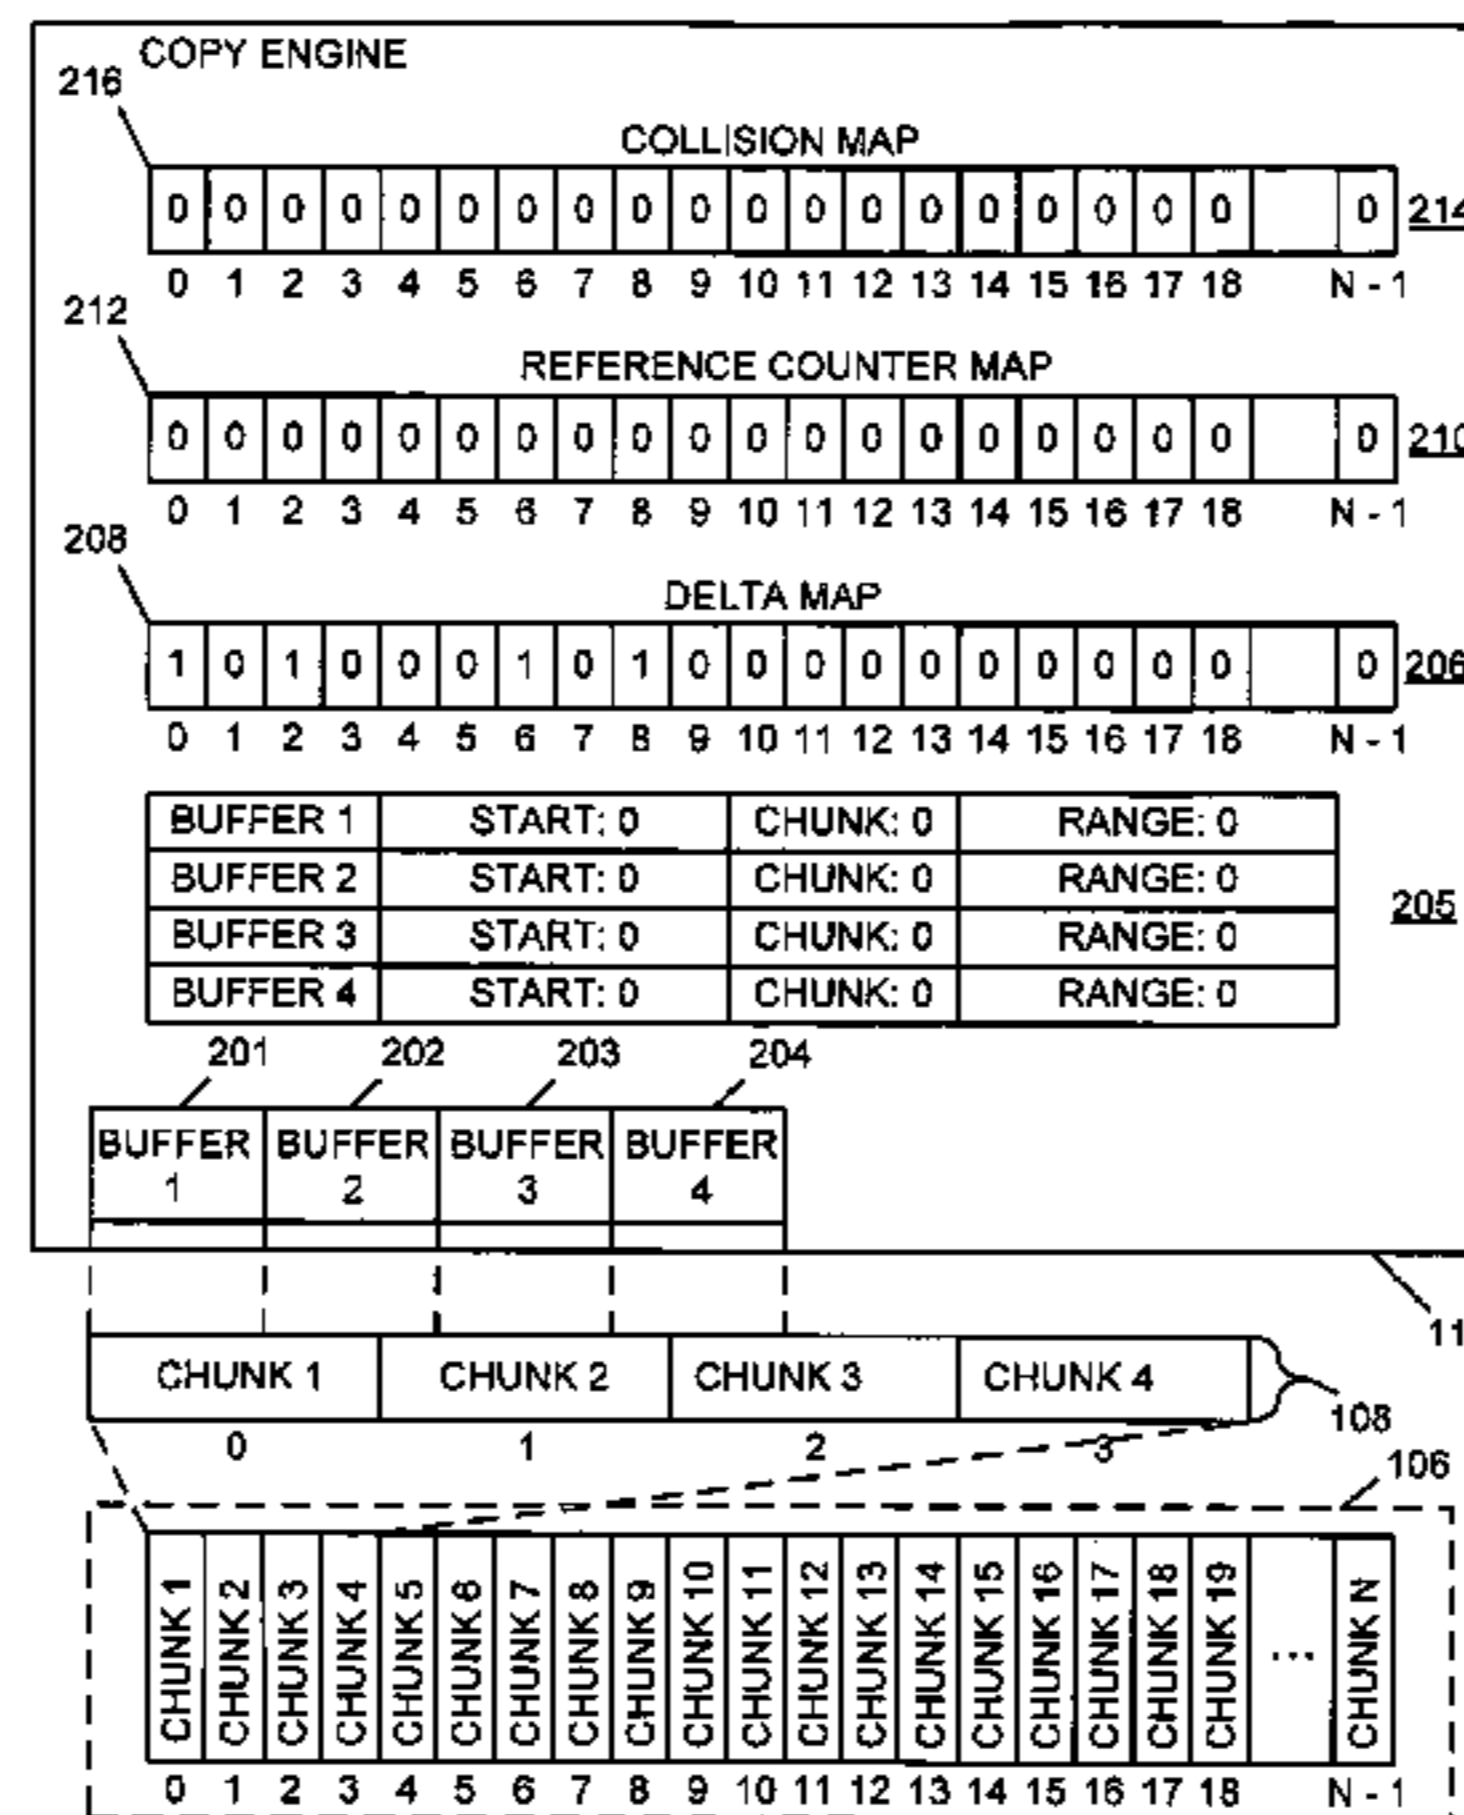 COPY ENGINE
216
COLLISION MAP
0 0 0 0 0 0 0 0 0 0 0 0 0 0 0 0 0 0 0 0 214
0 1 2 3 4 5 6 7 8 9 10 11 12 13 14 15 16 17 18 N - 1
212
REFERENCE COUNTER MAP
0 0 0 0 0 0 0 0 0 0 0 0 0 0 0 0 0 0 0 0 210
0 1 2 3 4 5 6 7 8 9 10 11 12 13 14 15 16 17 18 N - 1
208
DELTA MAP
1 0 1 0 0 0 1 0 1 0 0 0 0 0 0 0 0 0 0 0 206
0 1 2 3 4 5 6 7 8 9 10 11 12 13 14 15 16 17 18 N - 1
BUFFER 1 START: 0 CHUNK: 0 RANGE: 0
BUFFER 2 START: 0 CHUNK: 0 RANGE: 0
BUFFER 3 START: 0 CHUNK: 0 RANGE: 0
BUFFER 4 START: 0 CHUNK: 0 RANGE: 0
205
201 202 203 204
BUFFER 1 BUFFER 2 BUFFER 3 BUFFER 4
11
CHUNK 1 CHUNK 2 CHUNK 3 CHUNK 4
108
0 1 2 3
106
CHUNK 1 CHUNK 2 CHUNK 3 CHUNK 4 CHUNK 5 CHUNK 6 CHUNK 7 CHUNK 8 CHUNK 9 CHUNK 10 CHUNK 11 CHUNK 12 CHUNK 13 CHUNK 14 CHUNK 15 CHUNK 16 CHUNK 17 CHUNK 18 CHUNK 19 ... CHUNK N
0 1 2 3 4 5 6 7 8 9 10 11 12 13 14 15 16 17 18 N - 1